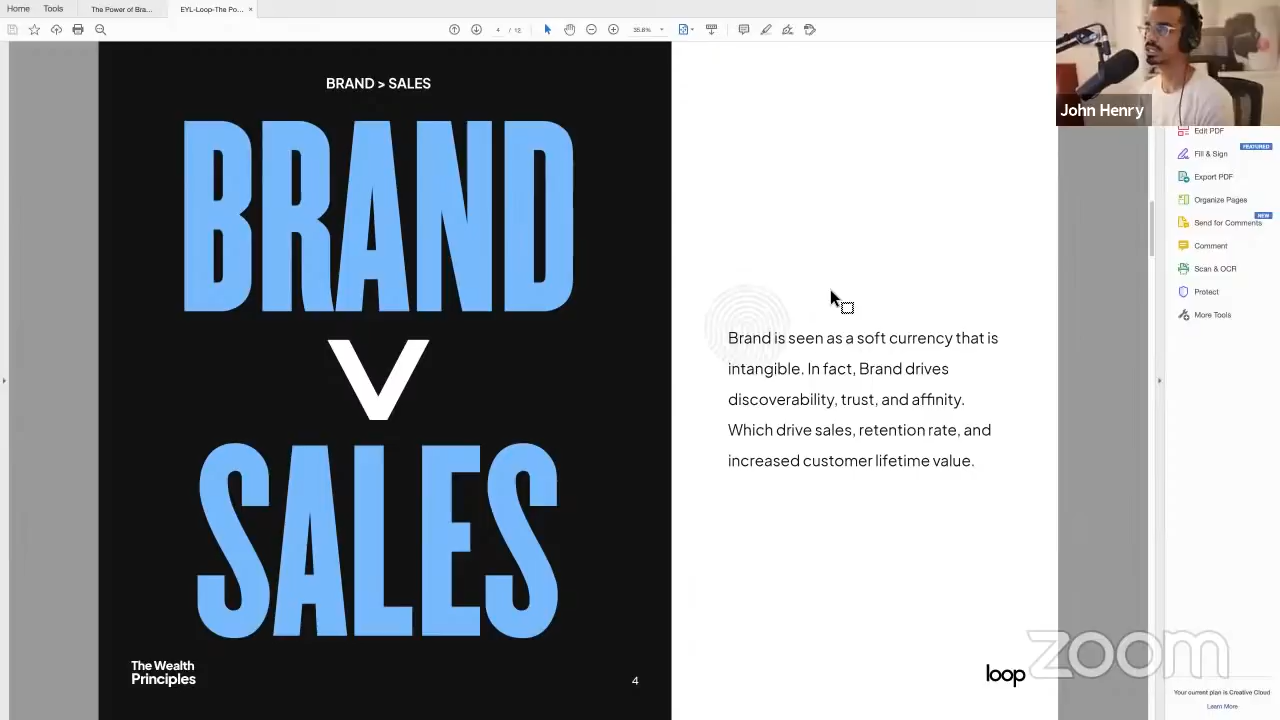 Home Tools The Power of Bra... EYL-Loop-The Po... ×
4 / 12 35.6%
John Henry
BRAND > SALES
BRAND
V
SALES
The Wealth
Principles
4
Brand is seen as a soft currency that is
intangible. In fact, Brand drives
discoverability, trust, and affinity.
Which drive sales, retention rate, and
increased customer lifetime value.
loop
zoom
Edit PDF
FEATURED
Fill & Sign
Export PDF
Organize Pages
NEW
Send for Comments
Comment
Scan & OCR
Protect
More Tools
Your current plan is Creative Cloud
Learn More